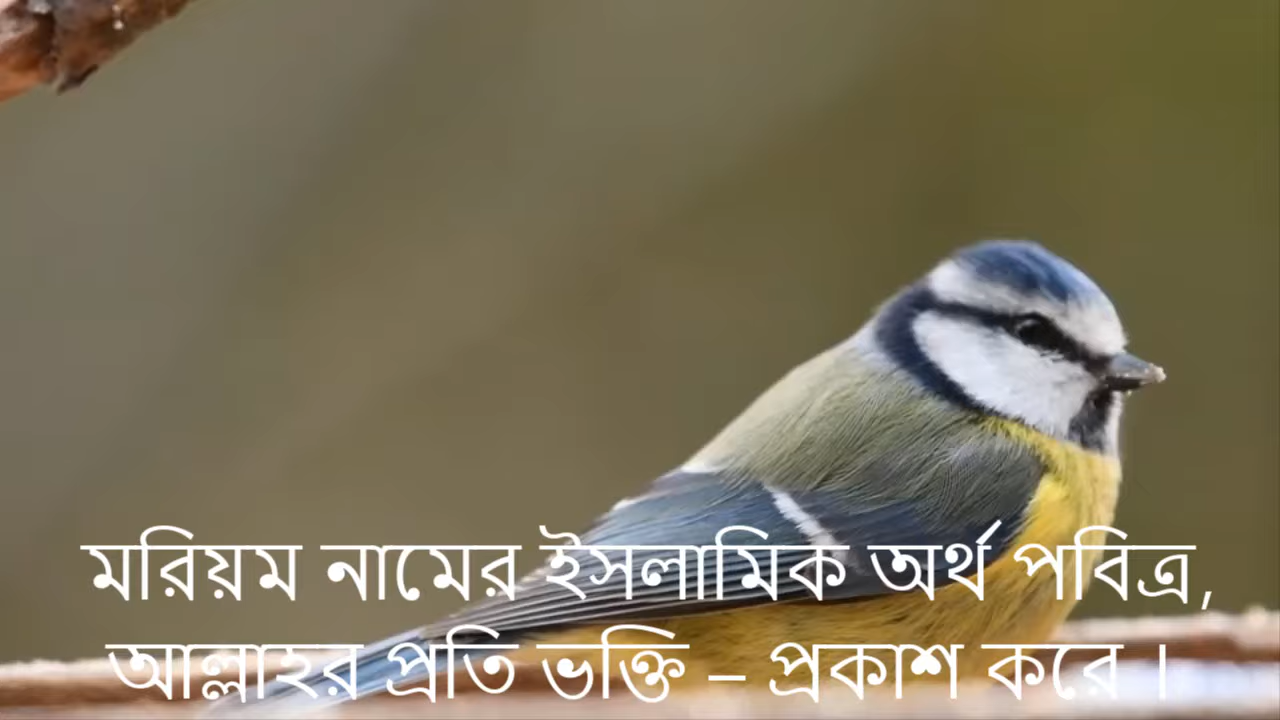 মরিয়ম নামের ইসলামিক অর্থ পবিত্র,
আল্লাহর প্রতি ভক্তি – প্রকাশ করে ।